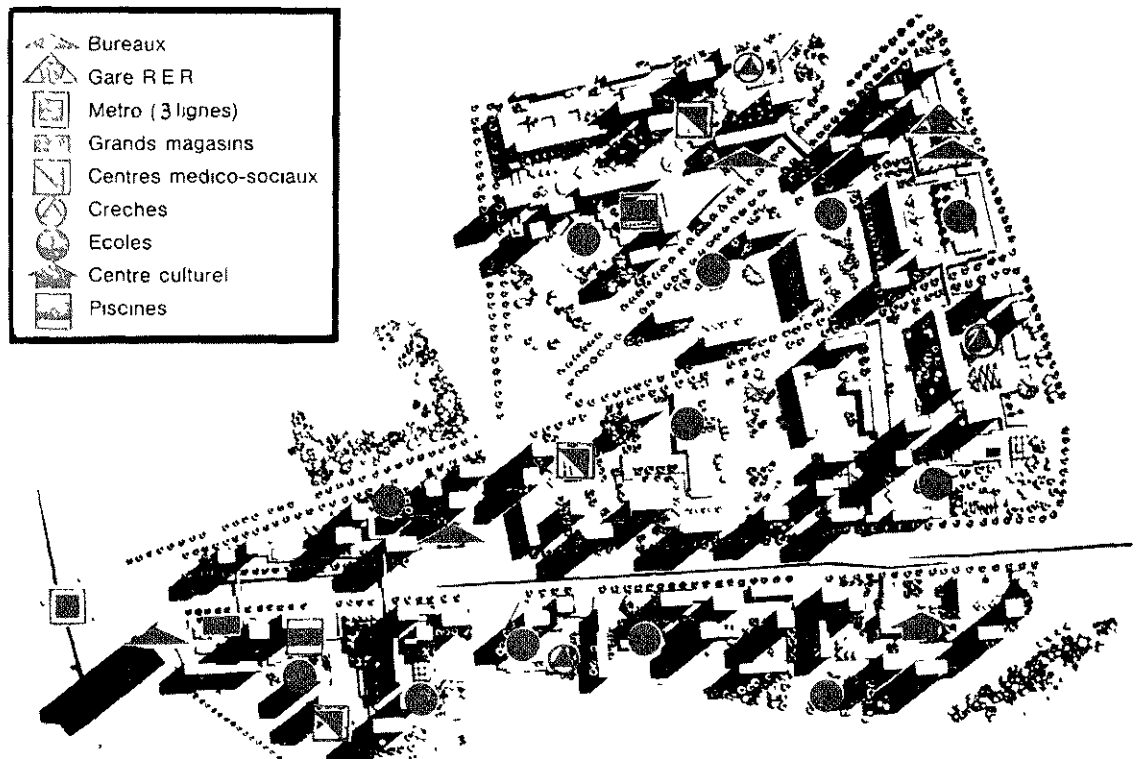 Bureaux
Gare R E R
Metro (3 lignes)
Grands magasins
Centres medico-sociaux
Creches
Ecoles
Centre culturel
Piscines